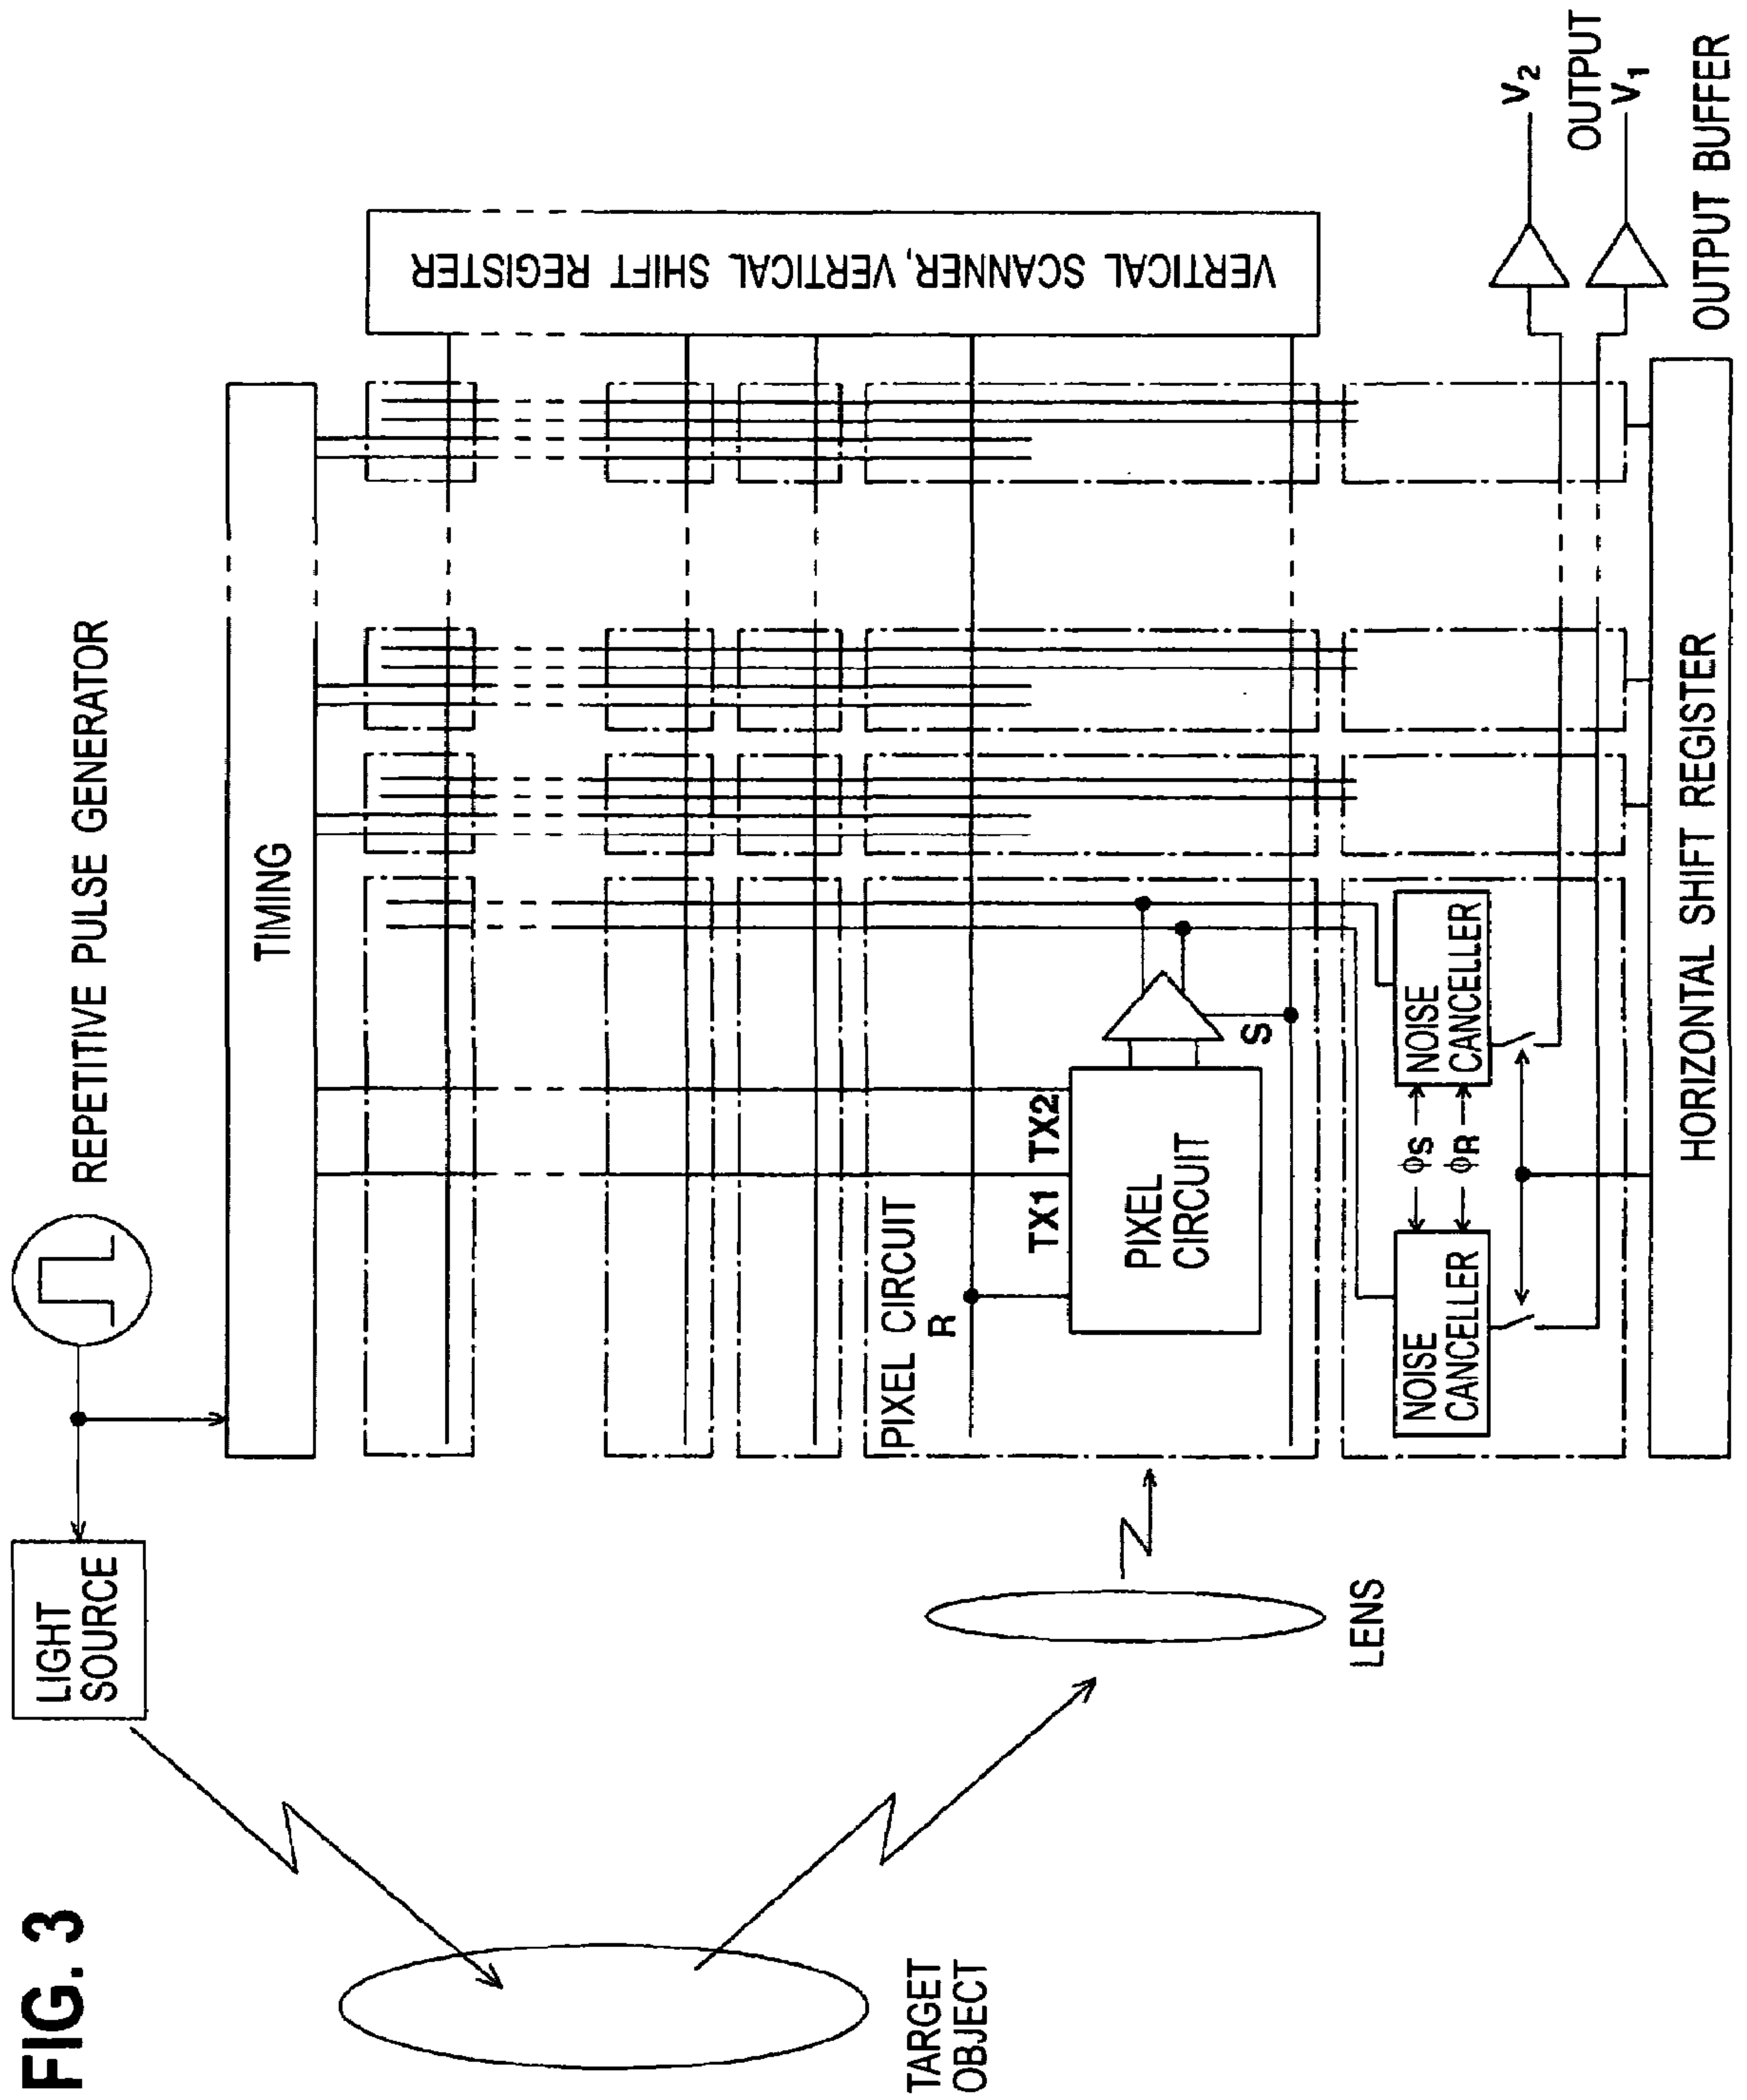 FIG. 3
LIGHT
SOURCE
REPETITIVE PULSE GENERATOR
TIMING
TARGET
OBJECT
LENS
PIXEL CIRCUIT
R
TX1
TX2
PIXEL
CIRCUIT
S
VERTICAL SCANNER, VERTICAL SHIFT REGISTER
NOISE
CANCELLER
ϕS
ϕR
NOISE
CANCELLER
HORIZONTAL SHIFT REGISTER
V2
OUTPUT
V1
OUTPUT BUFFER